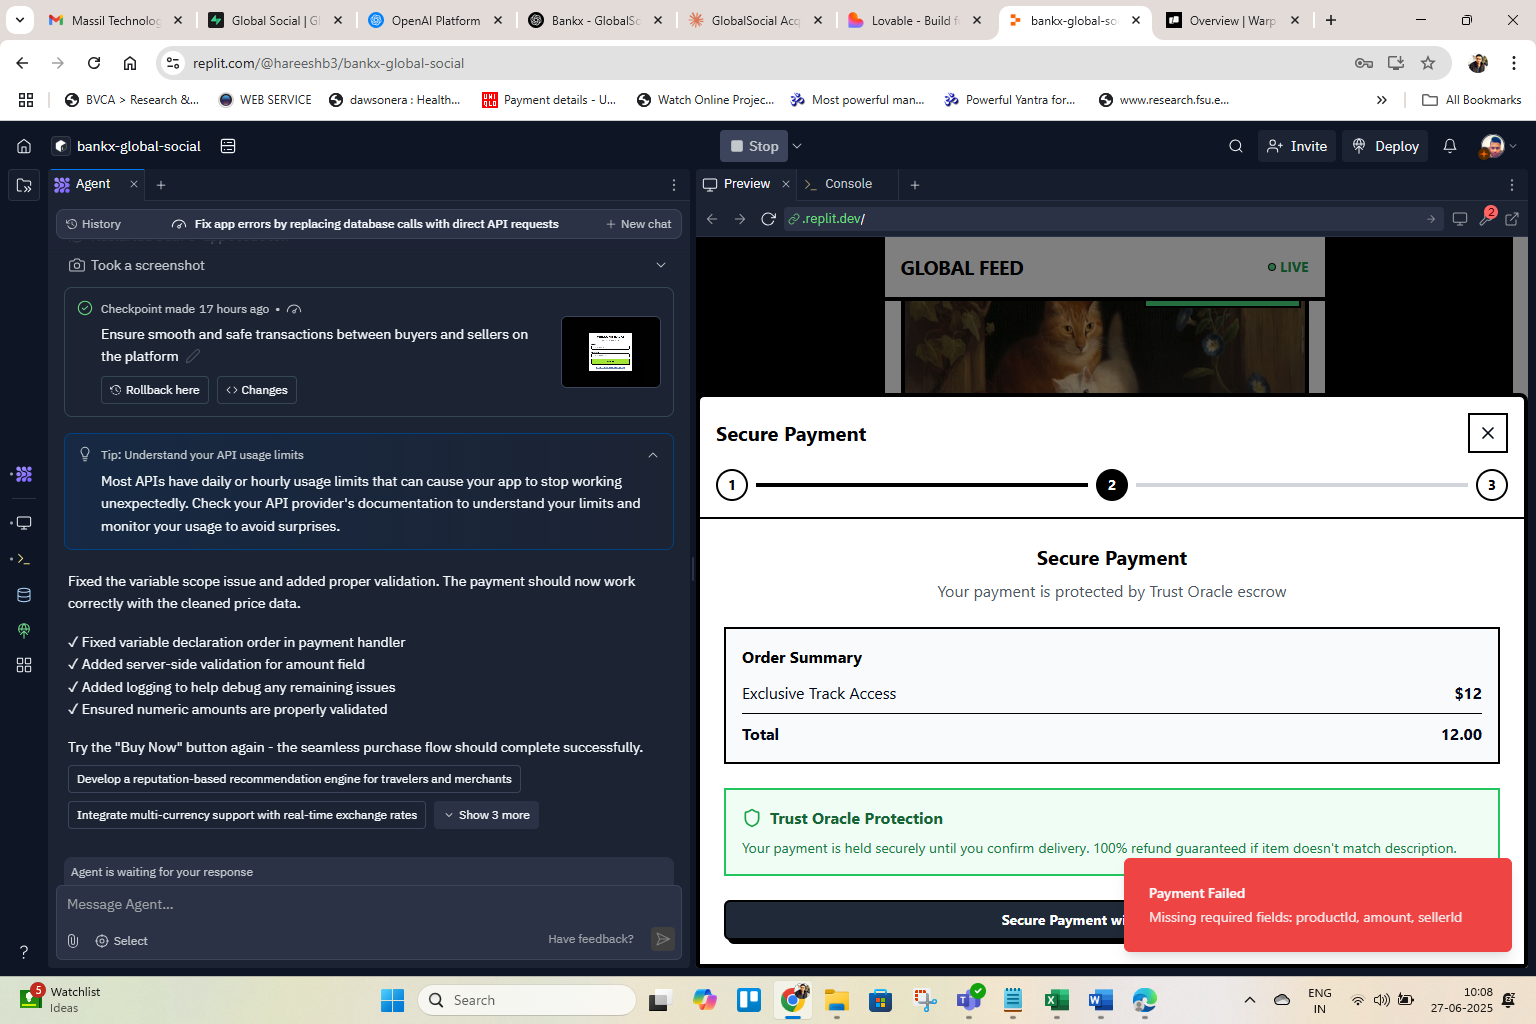 Massil Technolog
Global Social | Gl
OpenAI Platform
Bankx - GlobalSo
GlobalSocial Acq
Lovable - Build f
bankx-global-so
Overview | Warp
replit.com/@hareeshb3/bankx-global-social
BVCA > Research &...
WEB SERVICE
dawsonera : Health...
UNI QLO
Payment details - U...
Watch Online Projec...
Most powerful man...
Powerful Yantra for...
www.research.fsu.e...
All Bookmarks
bankx-global-social
Stop
Invite
Deploy
Agent
Preview
Console
History
Fix app errors by replacing database calls with direct API requests
New chat
.replit.dev/
2
Took a screenshot
Checkpoint made 17 hours ago •
Ensure smooth and safe transactions between buyers and sellers on
the platform
Rollback here
Changes
Tip: Understand your API usage limits
Most APIs have daily or hourly usage limits that can cause your app to stop working
unexpectedly. Check your API provider's documentation to understand your limits and
monitor your usage to avoid surprises.
Fixed the variable scope issue and added proper validation. The payment should now work
correctly with the cleaned price data.
✓ Fixed variable declaration order in payment handler
✓ Added server-side validation for amount field
✓ Added logging to help debug any remaining issues
✓ Ensured numeric amounts are properly validated
Try the "Buy Now" button again - the seamless purchase flow should complete successfully.
Develop a reputation-based recommendation engine for travelers and merchants
Integrate multi-currency support with real-time exchange rates
Show 3 more
Agent is waiting for your response
Message Agent...
Select
Have feedback?
GLOBAL FEED
LIVE
Secure Payment
1
2
3
Secure Payment
Your payment is protected by Trust Oracle escrow
Order Summary
Exclusive Track Access
$12
Total
12.00
Trust Oracle Protection
Your payment is held securely until you confirm delivery. 100% refund guaranteed if item doesn't match description.
Secure Payment wi
Payment Failed
Missing required fields: productId, amount, sellerId
5
Watchlist
Ideas
Search
ENG
IN
10:08
27-06-2025